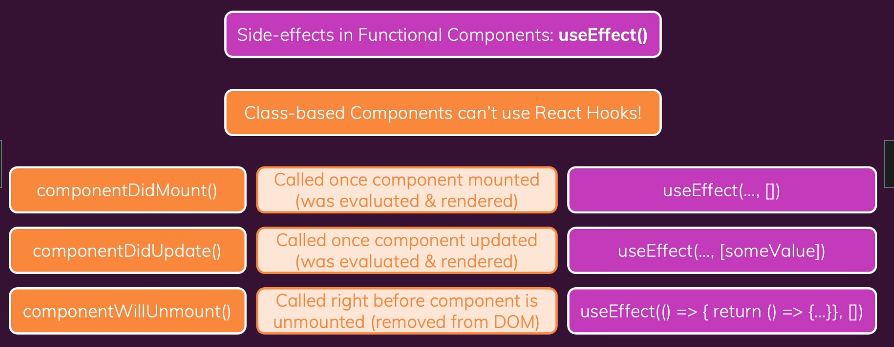 Side-effects in Functional Components: useEffect()
Class-based Components can't use React Hooks!
componentDidMount()
Called once component mounted
(was evaluated & rendered)
useEffect(..., [])
componentDidUpdate()
Called once component updated
(was evaluated & rendered)
useEffect(..., [someValue])
componentWillUnmount()
Called right before component is
unmounted (removed from DOM)
useEffect(() => { return () => {...}}, [])